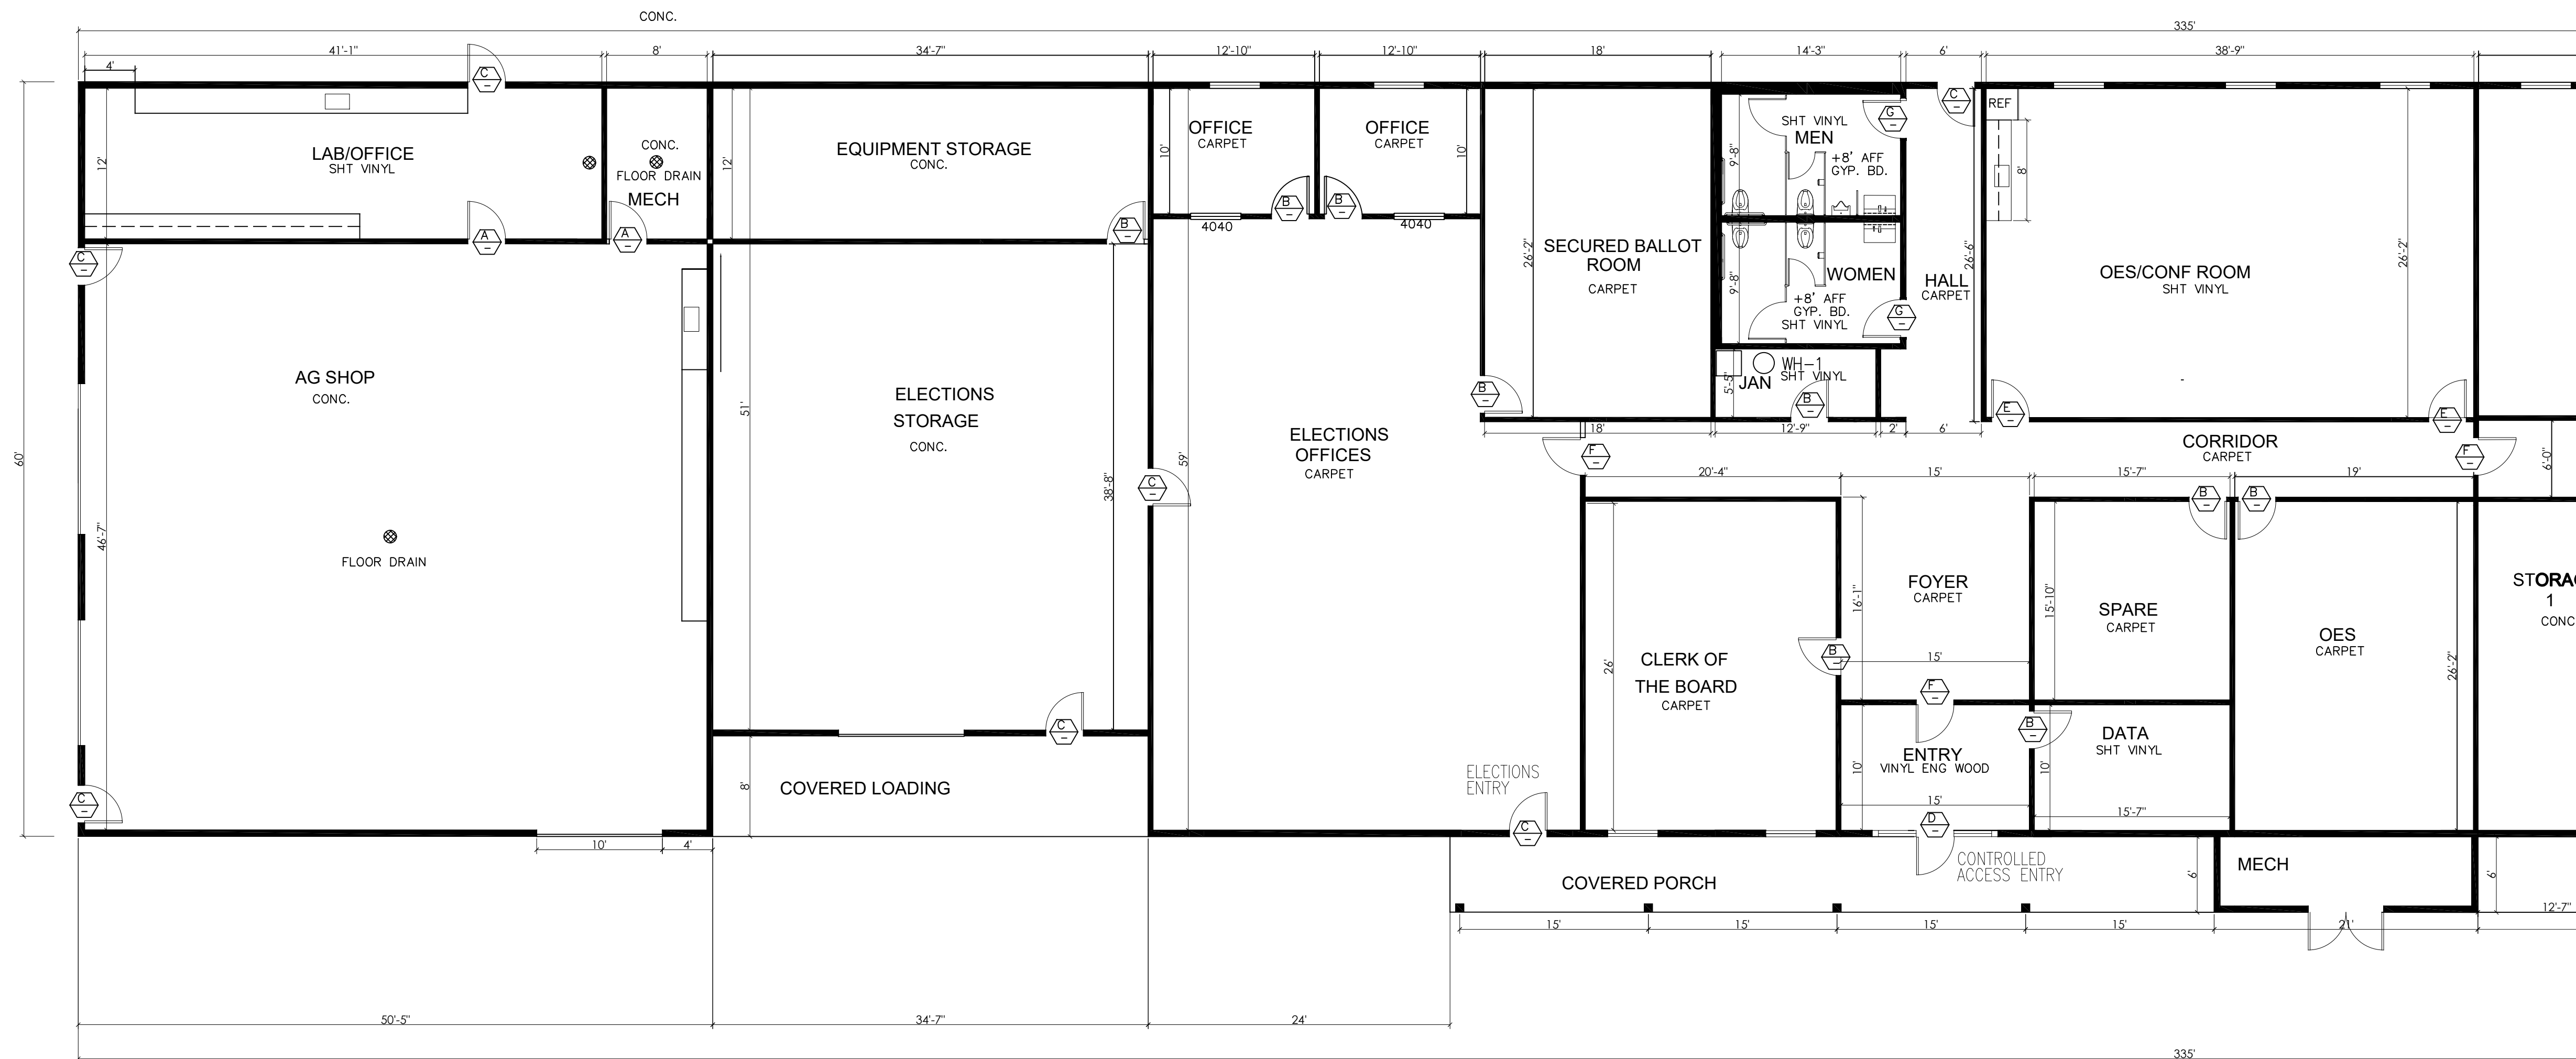 CONC.
335'
41'-1"
8'
34'-7"
12'-10"
12'-10"
18'
14'-3"
6'
38'-9"
4'
C
–
LAB/OFFICE
SHT VINYL
12'
CONC.
FLOOR DRAIN
MECH
12'
EQUIPMENT STORAGE
CONC.
OFFICE
CARPET
10'
OFFICE
CARPET
10'
B
–
B
–
4040
4040
SHT VINYL
MEN
+8' AFF
GYP. BD.
9'-8"
G
–
C
–
REF
8'
A
–
A
–
B
–
C
–
SECURED BALLOT
ROOM
CARPET
26'-2"
WOMEN
+8' AFF
GYP. BD.
SHT VINYL
9'-8"
G
–
HALL
CARPET
26'-6"
OES/CONF ROOM
SHT VINYL
26'-2"
AG SHOP
CONC.
ELECTIONS
STORAGE
CONC.
51'
38'-8"
WH-1
SHT VINYL
JAN
5'-5"
B
–
B
–
E
–
E
–
18'
12'-9"
2'
6'
60'
46'-7"
FLOOR DRAIN
C
–
59'
ELECTIONS
OFFICES
CARPET
F
–
CORRIDOR
CARPET
F
–
6'-0"
20'-4"
15'
15'-7"
19'
B
–
B
–
FOYER
CARPET
16'-1"
15'-10"
SPARE
CARPET
STORAG
1
CONC
26'
CLERK OF
THE BOARD
CARPET
B
–
15'
F
–
OES
CARPET
26'-2"
C
–
COVERED LOADING
8'
ELECTIONS
ENTRY
C
–
ENTRY
VINYL ENG WOOD
10'
15'
B
–
DATA
SHT VINYL
10'
15'-7"
C
–
D
–
10'
4'
CONTROLLED
ACCESS ENTRY
COVERED PORCH
6'
MECH
6'
12'-7"
15'
15'
15'
15'
21'
50'-5"
34'-7"
24'
335'